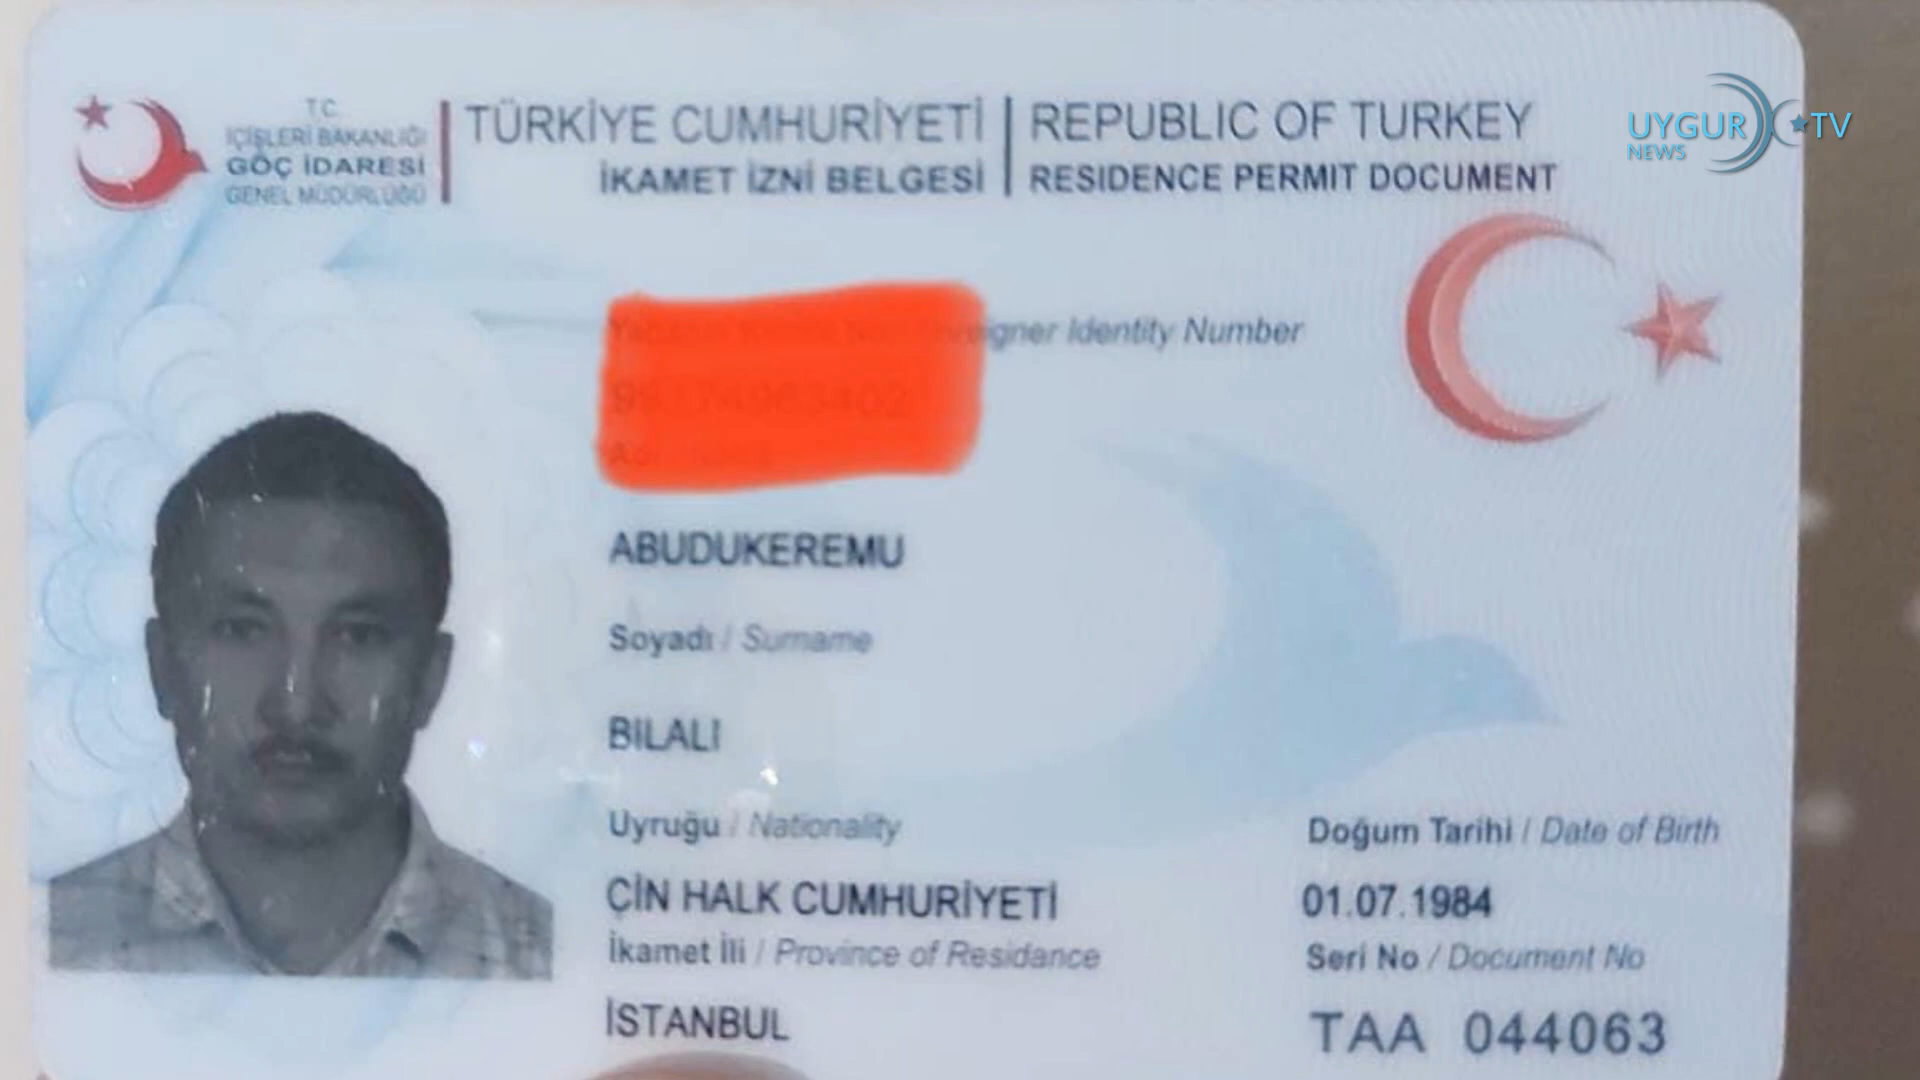 UYGUR TV
NEWS
T.C.
İÇİŞLERİ BAKANLIĞI
GÖÇ İDARESİ
GENEL MÜDÜRLÜĞÜ
TÜRKİYE CUMHURİYETİ
İKAMET İZNİ BELGESİ
REPUBLIC OF TURKEY
RESIDENCE PERMIT DOCUMENT
Identity Number
ABUDUKEREMU
Soyadı / Surname
BILALI
Uyruğu / Nationality
ÇİN HALK CUMHURİYETİ
Doğum Tarihi / Date of Birth
01.07.1984
İkamet İli / Province of Residance
İSTANBUL
Seri No / Document No
TAA 044063